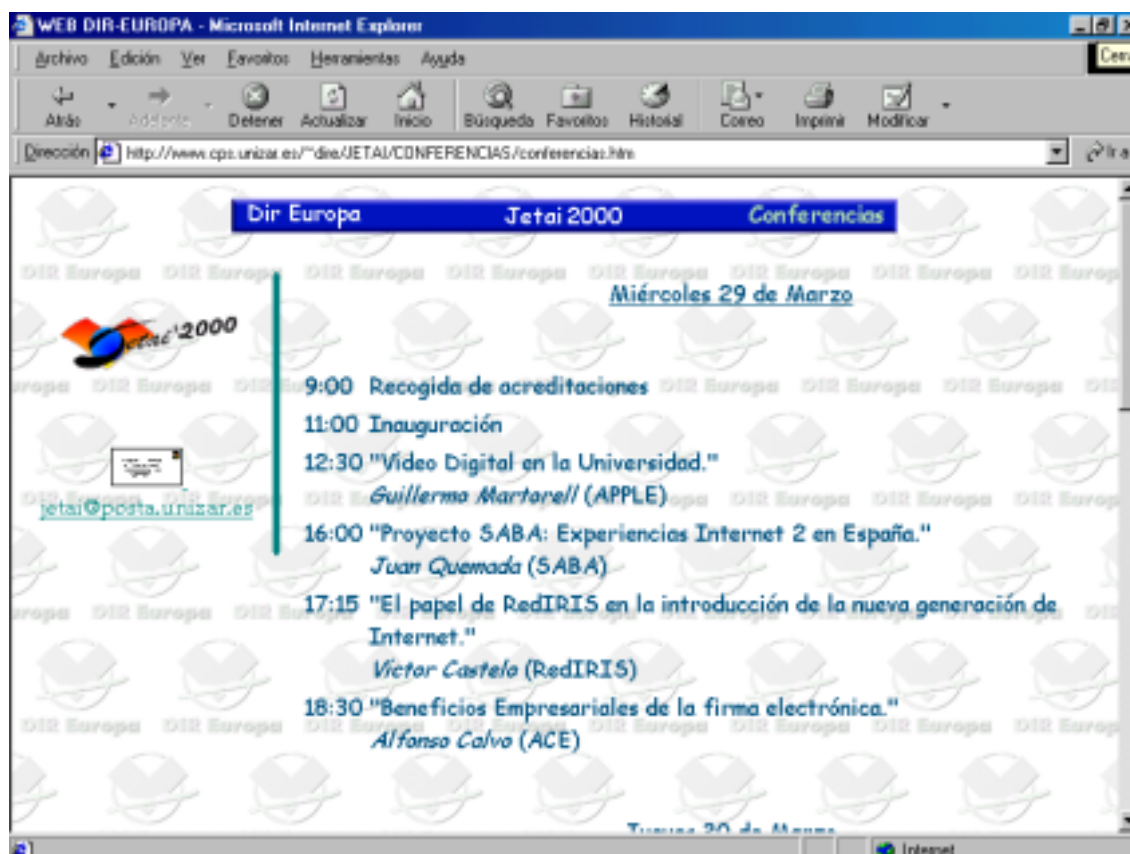 WEB DIR-EUROPA - Microsoft Internet Explorer
Archivo Edición Ver Favoritos Herramientas Ayuda
Atrás Adelante Detener Actualizar Inicio Búsqueda Favoritos Historial Correo Imprimir Modificar
Dirección http://www.cps.unizar.es/~dire/JETAI/CONFERENCIAS/conferencias.htm Ir a
Dir Europa Jetai 2000 Conferencias
Miércoles 29 de Marzo
Jetai'2000
9:00 Recogida de acreditaciones
11:00 Inauguración
12:30 "Video Digital en la Universidad."
Guillermo Martorell (APPLE)
jetai@posta.unizar.es
16:00 "Proyecto SABA: Experiencias Internet 2 en España."
Juan Quemada (SABA)
17:15 "El papel de RedIRIS en la introducción de la nueva generación de
Internet."
Victor Castelo (RedIRIS)
18:30 "Beneficios Empresariales de la firma electrónica."
Alfonso Calvo (ACE)
DIR Europa
Internet